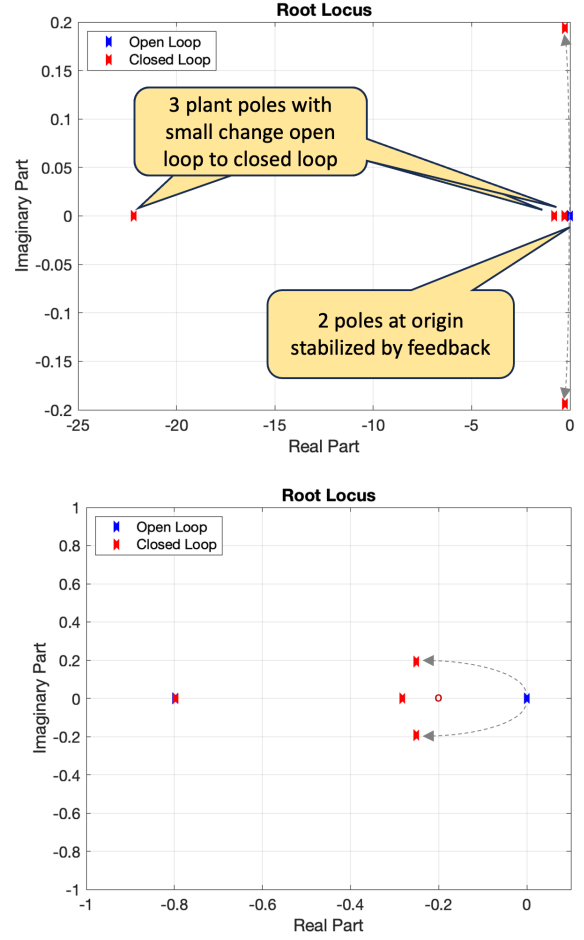 Root Locus
0.2
Open Loop
Closed Loop
0.15
3 plant poles with
small change open
loop to closed loop
0.1
0.05
Imaginary Part
0
-0.05
2 poles at origin
stabilized by feedback
-0.1
-0.15
-0.2
-25 -20 -15 -10 -5 0
Real Part
Root Locus
1
Open Loop
Closed Loop
0.8
0.6
0.4
0.2
Imaginary Part
0
-0.2
-0.4
-0.6
-0.8
-1
-1 -0.8 -0.6 -0.4 -0.2 0
Real Part